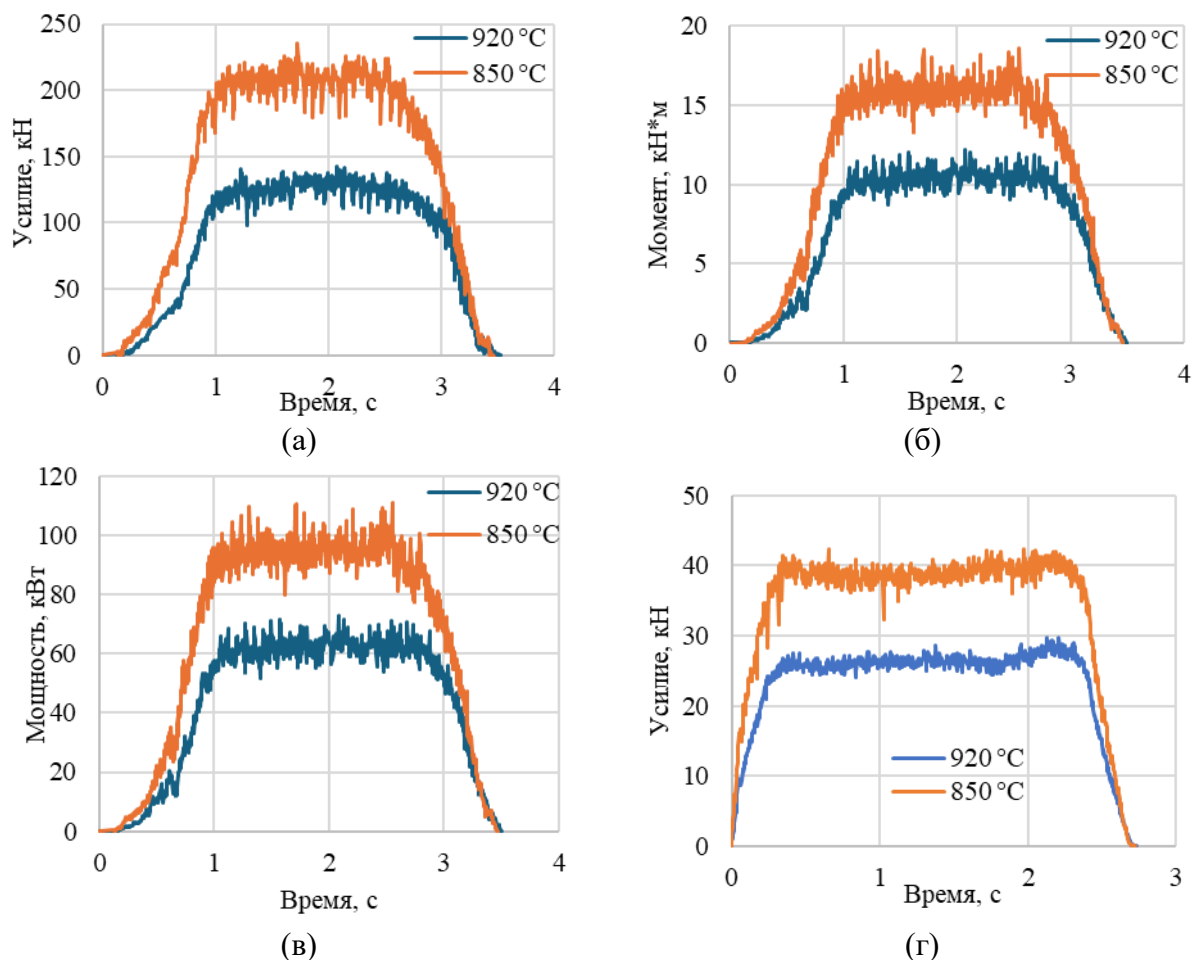 250
200
150
100
50
0
0 1 2 3 4
Усилие, кН
Время, с
920 °C
850 °C
(а)
20
15
10
5
0
0 1 2 3 4
Момент, кН*м
Время, с
920 °C
850 °C
(б)
120
100
80
60
40
20
0
0 1 2 3 4
Мощность, кВт
Время, с
920 °C
850 °C
(в)
50
40
30
20
10
0
0 1 2 3
Усилие, кН
Время, с
920 °C
850 °C
(г)